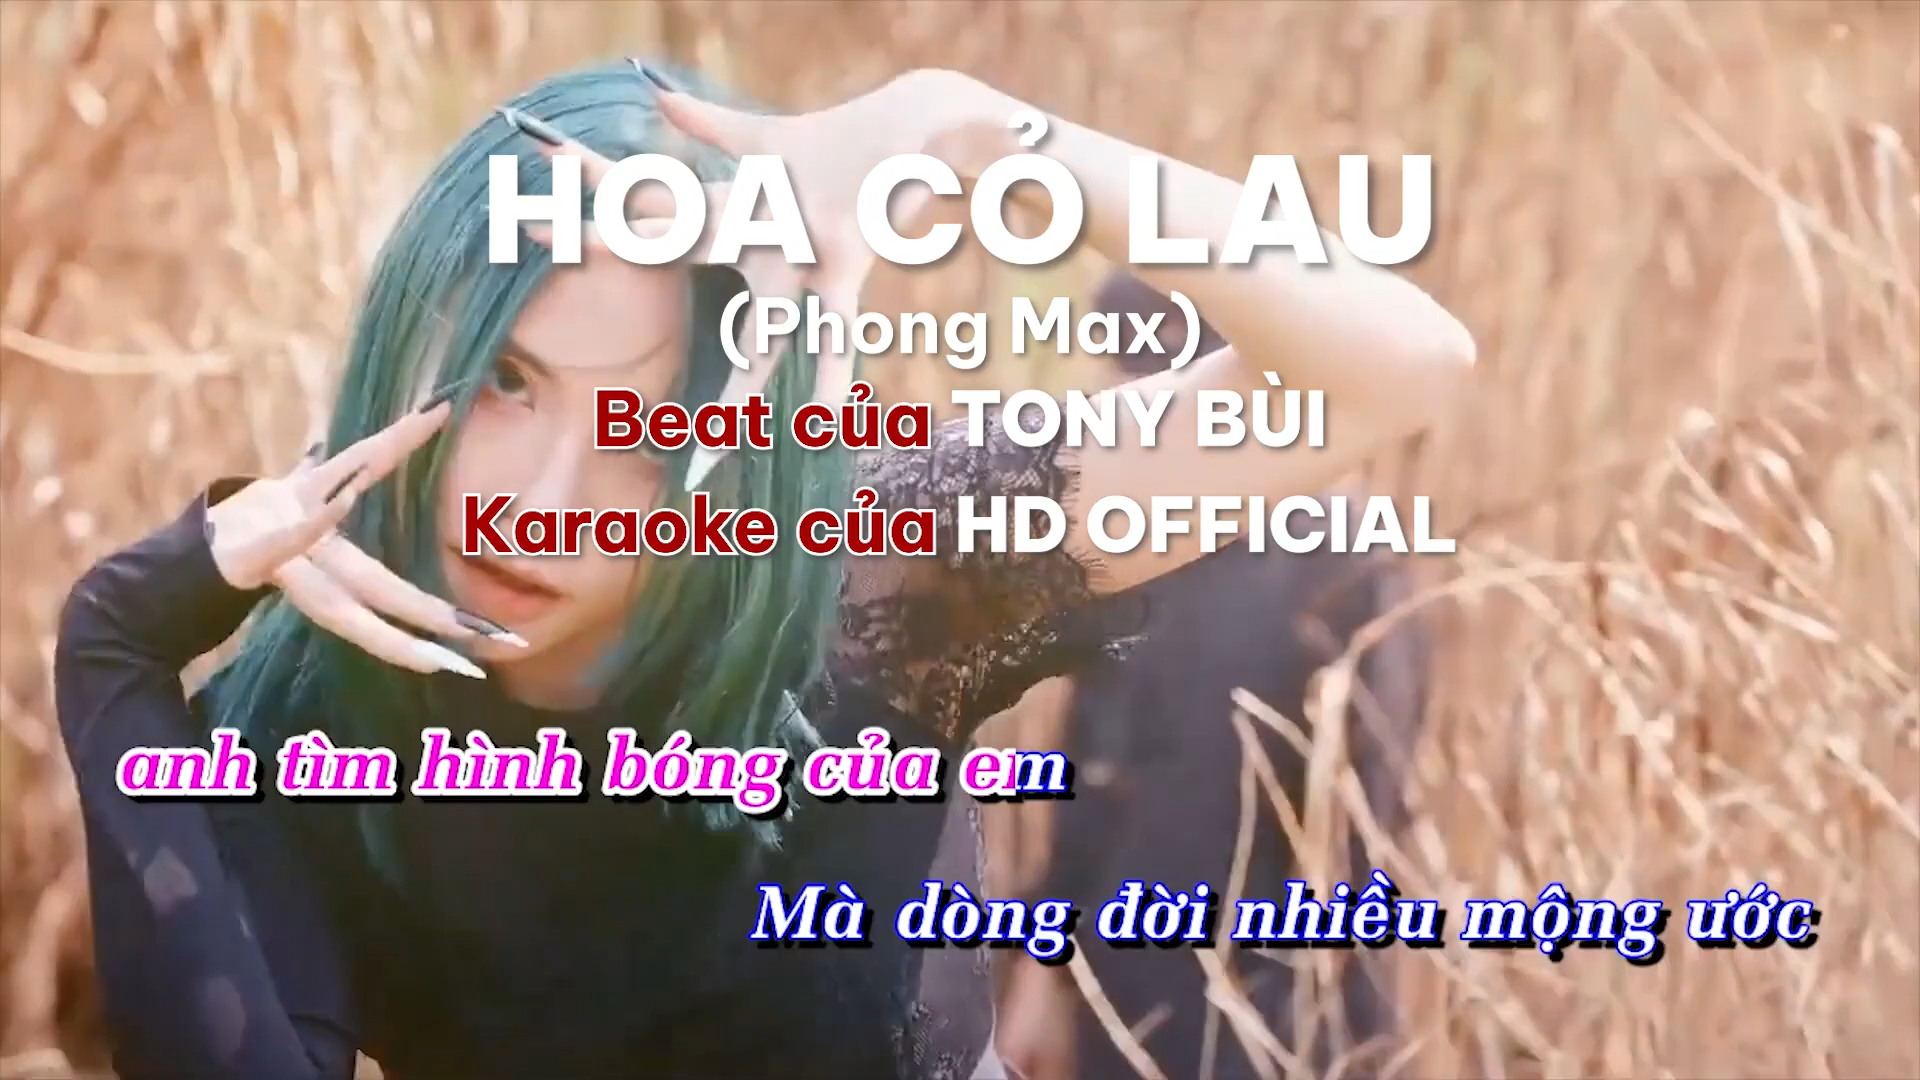 HOA CỎ LAU
(Phong Max)
Beat của TONY BÙI
Karaoke của HD OFFICIAL
anh tìm hình bóng của em
Mà dòng đời nhiều mộng ước